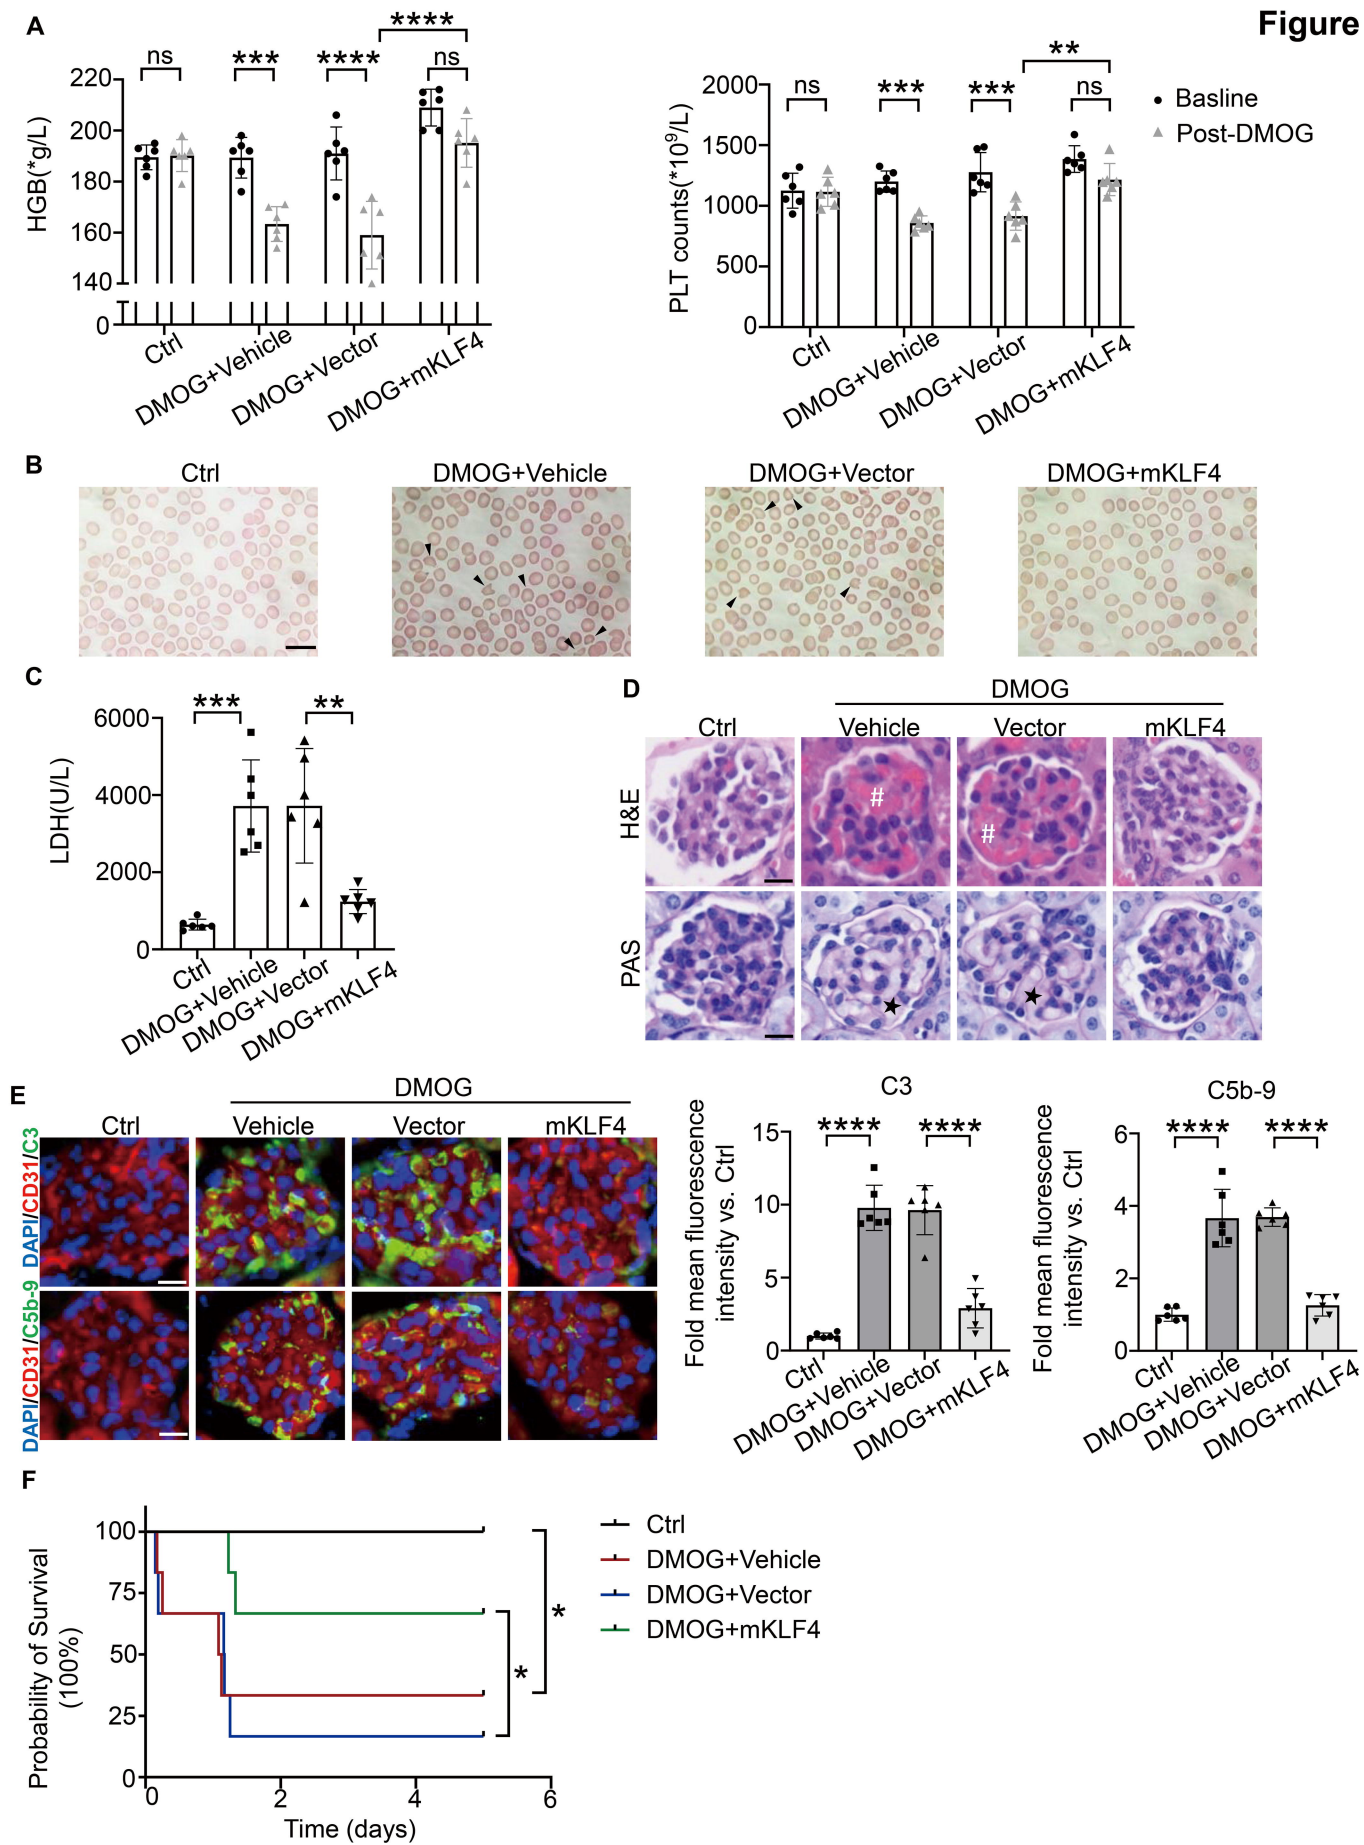 Figure
A
ns
***
****
****
ns
HGB(*g/L)
220
200
180
160
140
0
Ctrl
DMOG+Vehicle
DMOG+Vector
DMOG+mKLF4
ns
***
***
**
ns
PLT counts(*10⁹/L)
2000
1500
1000
500
0
Ctrl
DMOG+Vehicle
DMOG+Vector
DMOG+mKLF4
Basline
Post-DMOG
B
Ctrl
DMOG+Vehicle
DMOG+Vector
DMOG+mKLF4
C
***
**
LDH(U/L)
6000
4000
2000
0
Ctrl
DMOG+Vehicle
DMOG+Vector
DMOG+mKLF4
D
DMOG
Ctrl
Vehicle
Vector
mKLF4
H&E
#
#
PAS
E
DMOG
Ctrl
Vehicle
Vector
mKLF4
DAPI/CD31/C3
DAPI/CD31/C5b-9
C3
****
****
Fold mean fluorescence
intensity vs. Ctrl
15
10
5
0
Ctrl
DMOG+Vehicle
DMOG+Vector
DMOG+mKLF4
C5b-9
****
****
Fold mean fluorescence
intensity vs. Ctrl
6
4
2
0
Ctrl
DMOG+Vehicle
DMOG+Vector
DMOG+mKLF4
F
Probability of Survival
(100%)
100
75
50
25
0
0
2
4
6
Time (days)
*
*
Ctrl
DMOG+Vehicle
DMOG+Vector
DMOG+mKLF4